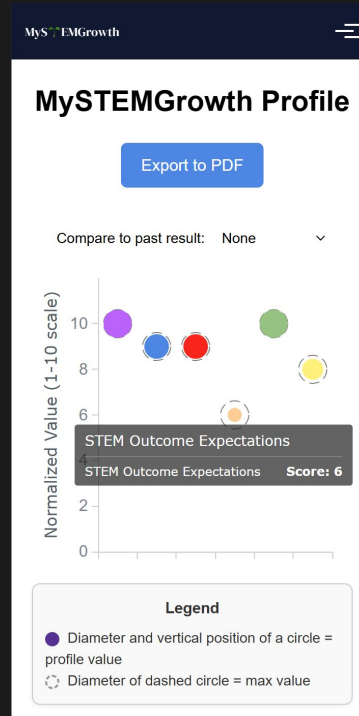 MyS EMGrowth
MySTEMGrowth Profile
Export to PDF
Compare to past result: None
Normalized Value (1-10 scale)
10
8
6
STEM Outcome Expectations
4
STEM Outcome Expectations Score: 6
2
0
Legend
Diameter and vertical position of a circle =
profile value
Diameter of dashed circle = max value